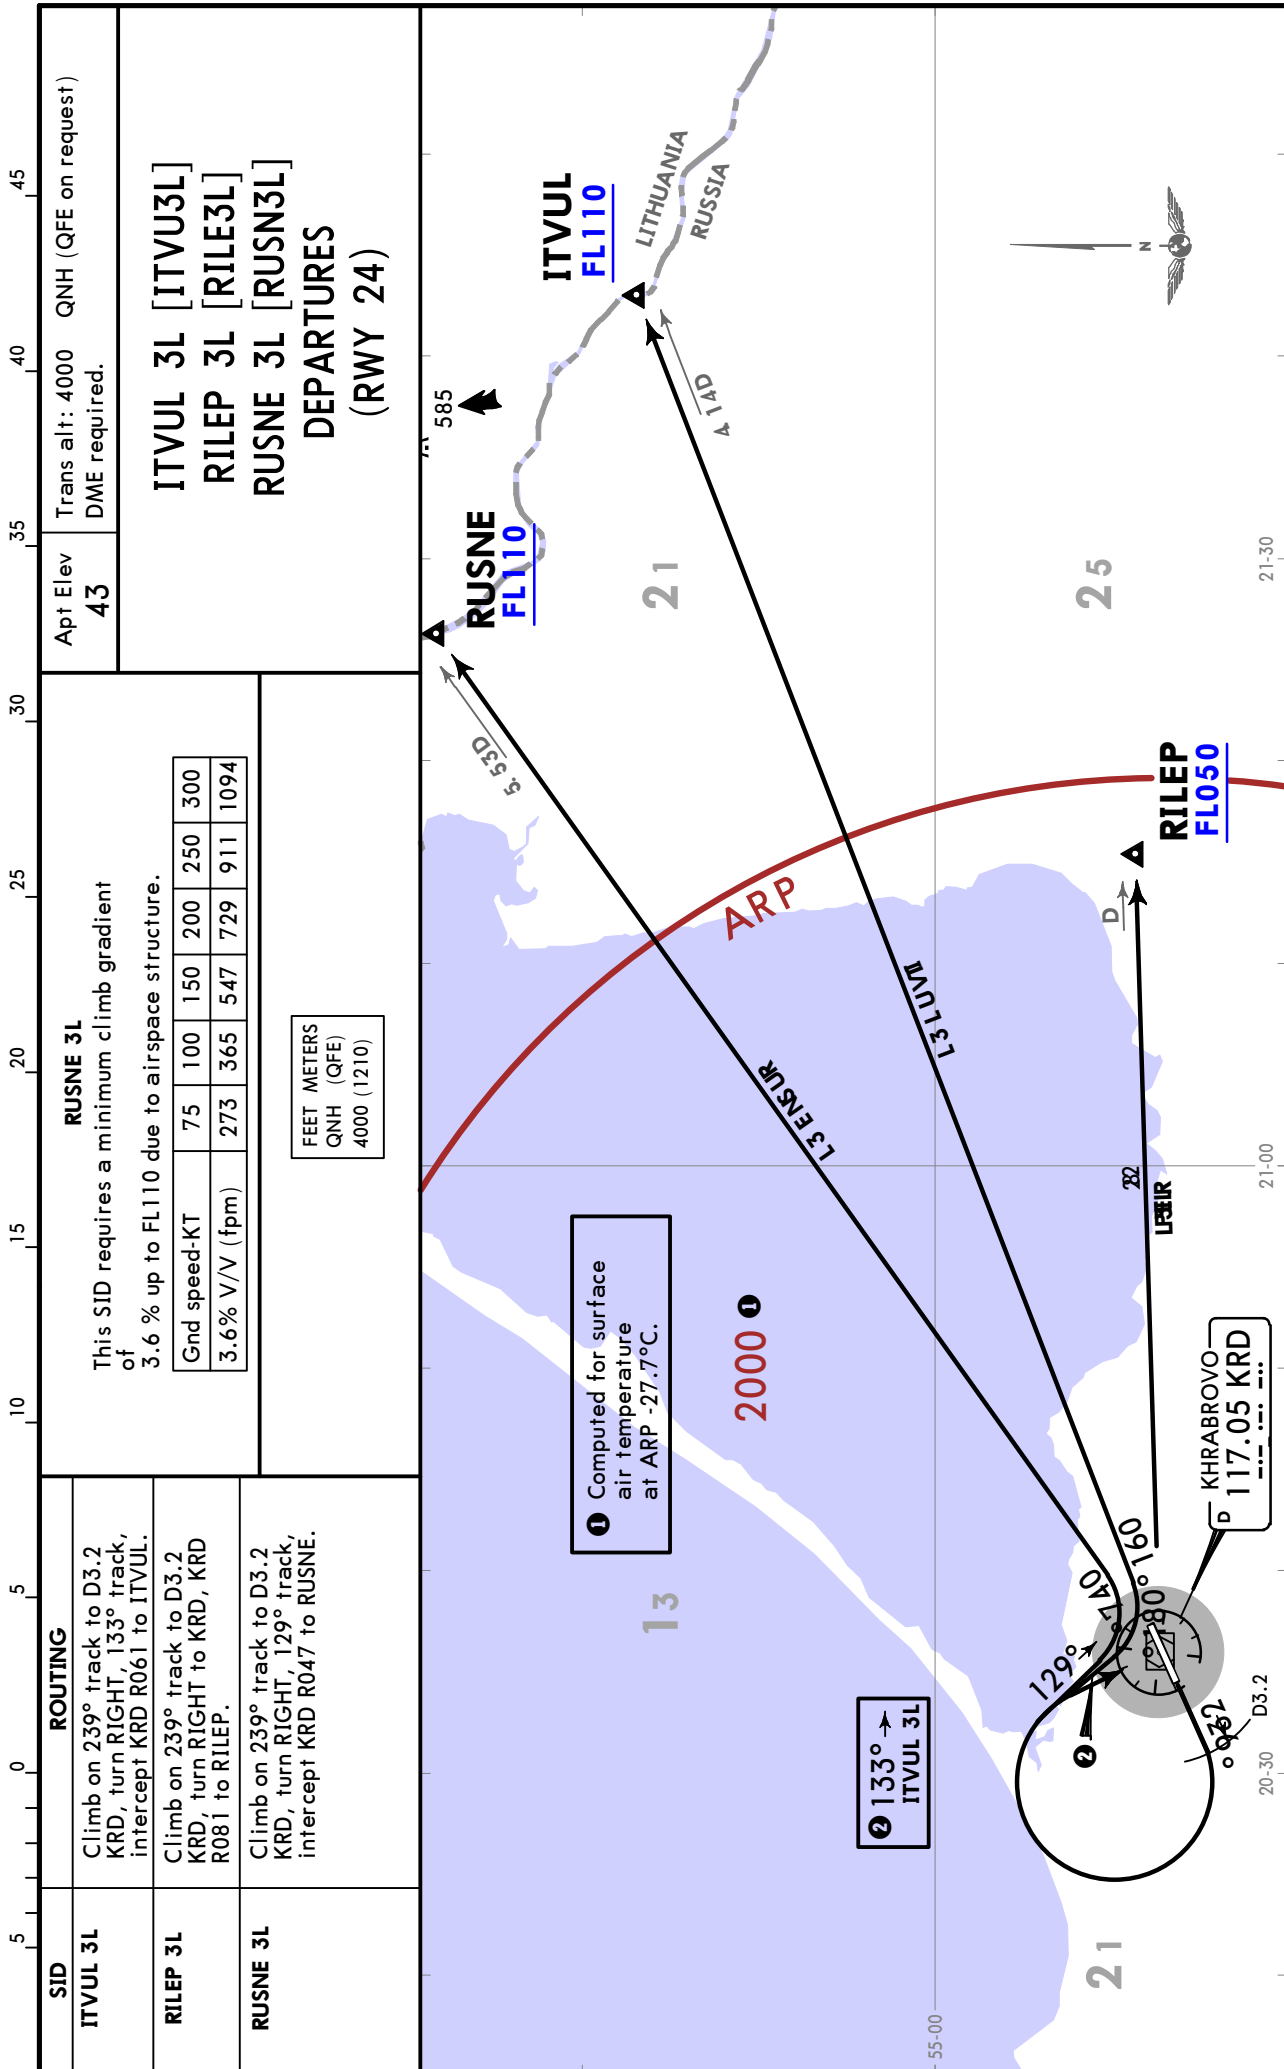 5
0
5
10
15
20
25
30
35
40
45
Apt Elev
43
Trans alt: 4000 QNH (QFE on request)
DME required.
ITVUL 3L [ITVU3L]
RILEP 3L [RILE3L]
RUSNE 3L [RUSN3L]
DEPARTURES
(RWY 24)
RUSNE 3L
This SID requires a minimum climb gradient
of
3.6 % up to FL110 due to airspace structure.
Gnd speed-KT 75 100 150 200 250 300
3.6% V/V (fpm) 273 365 547 729 911 1094
FEET METERS
QNH (QFE)
4000 (1210)
SID ROUTING
ITVUL 3L
Climb on 239° track to D3.2
KRD, turn RIGHT, 133° track,
intercept KRD R061 to ITVUL.
RILEP 3L
Climb on 239° track to D3.2
KRD, turn RIGHT to KRD, KRD
R081 to RILEP.
RUSNE 3L
Climb on 239° track to D3.2
KRD, turn RIGHT, 129° track,
intercept KRD R047 to RUSNE.
585
RUSNE
FL110
ITVUL
FL110
LITHUANIA
RUSSIA
21
25
N
RILEP
FL050
D
ARP
❶ Computed for surface
air temperature
at ARP -27.7°C.
2000 ❶
13
❷ 133°→
ITVUL 3L
129°
❷
D3.2
D KHRABROVO
117.05 KRD
21
55-00
20-30
21-00
21-30